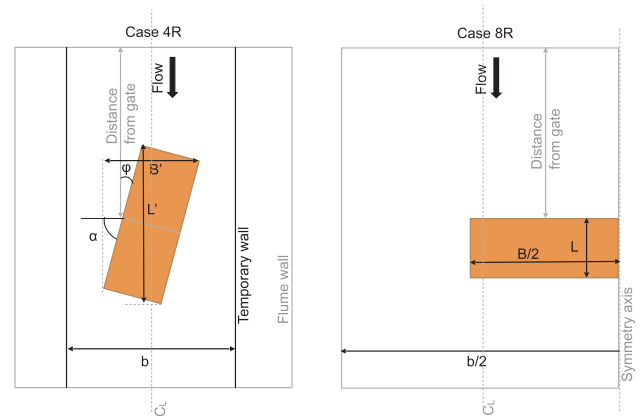 Case 4R
Flow
Distance
from gate
φ
B'
L'
α
Temporary wall
Flume wall
b
CL
Case 8R
Flow
Distance
from gate
B/2
L
b/2
Symmetry axis
CL